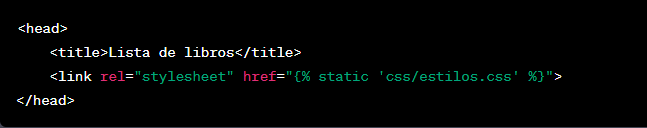 <head>
    <title>Lista de libros</title>
    <link rel="stylesheet" href="{% static 'css/estilos.css' %}">
</head>